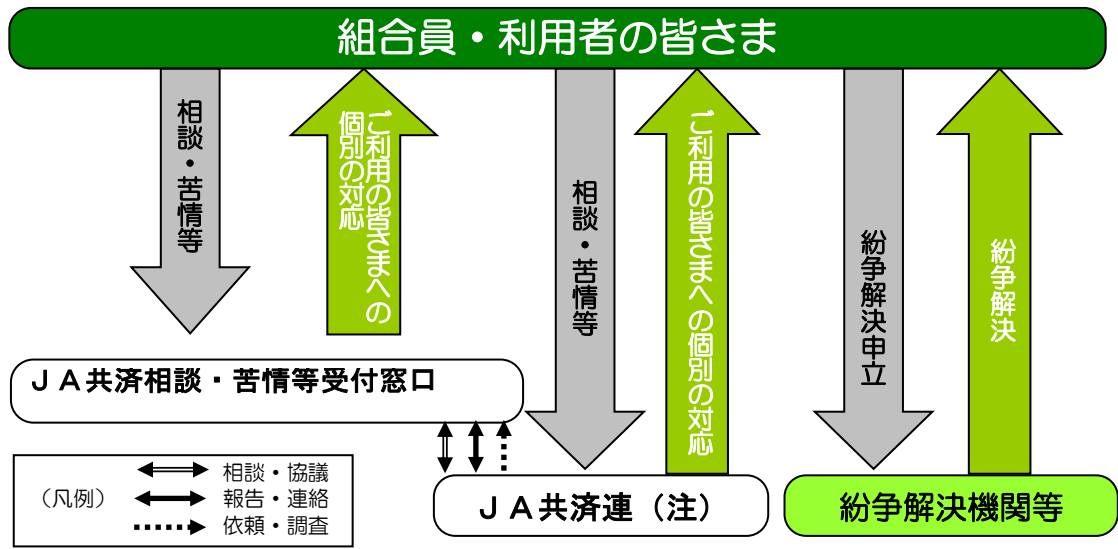 組合員・利用者の皆さま
相談・苦情等
ご利用の皆さまへの
個別の対応
相談・苦情等
ご利用の皆さまへの個別の対応
紛争解決申立
紛争解決
JA共済相談・苦情等受付窓口
JA共済連（注）
紛争解決機関等
（凡例）
相談・協議
報告・連絡
依頼・調査